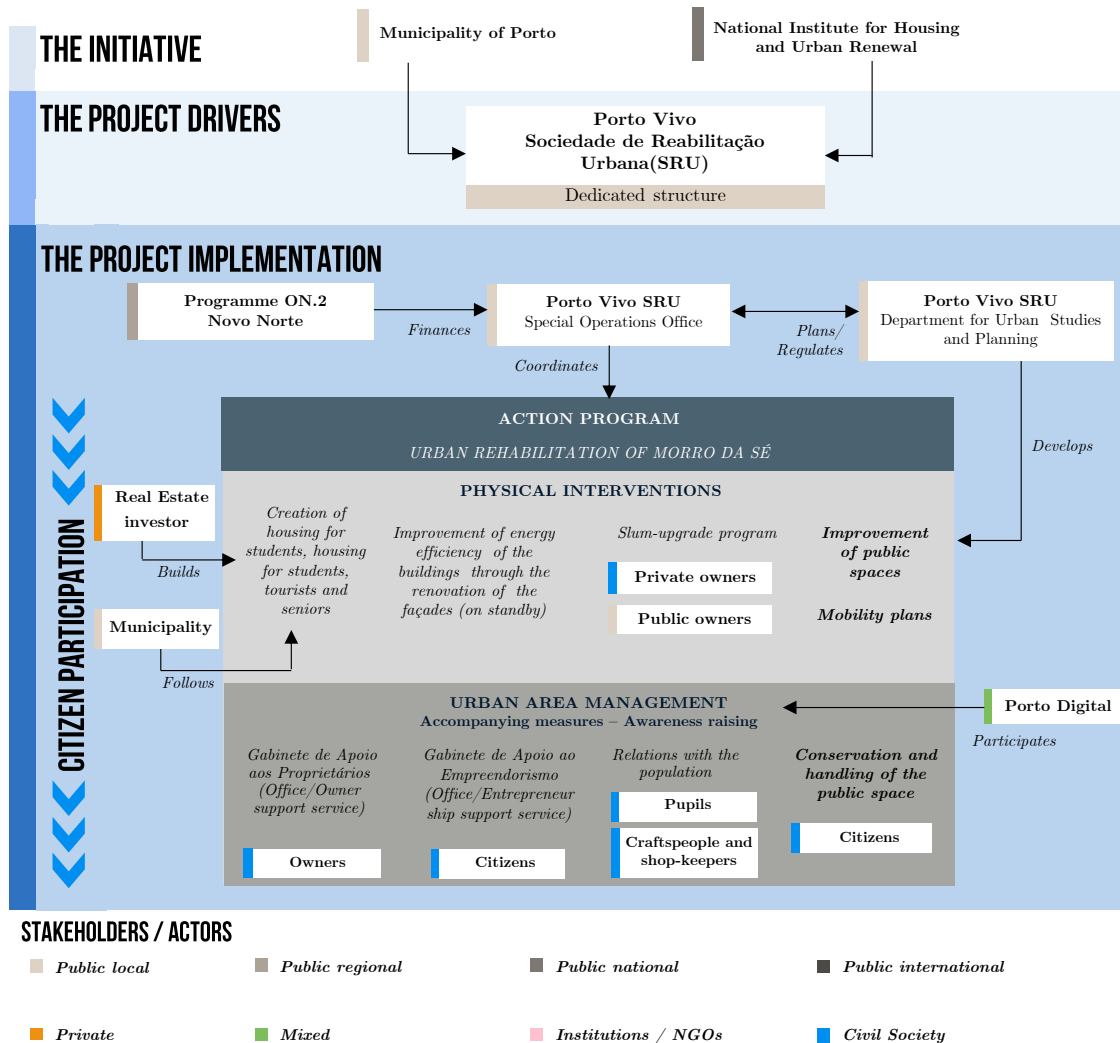 THE INITIATIVE
Municipality of Porto
National Institute for Housing
and Urban Renewal
THE PROJECT DRIVERS
Porto Vivo
Sociedade de Reabilitação
Urbana(SRU)
Dedicated structure
THE PROJECT IMPLEMENTATION
Programme ON.2
Novo Norte
Finances
Porto Vivo SRU
Special Operations Office
Plans/
Regulates
Porto Vivo SRU
Department for Urban Studies
and Planning
Coordinates
Develops
ACTION PROGRAM
URBAN REHABILITATION OF MORRO DA SÉ
CITIZEN PARTICIPATION
Real Estate
investor
Builds
Municipality
Follows
PHYSICAL INTERVENTIONS
Creation of
housing for
students, housing
for students,
tourists and
seniors
Improvement of energy
efficiency of the
buildings through the
renovation of the
façades (on standby)
Slum-upgrade program
Private owners
Public owners
Improvement
of public
spaces
Mobility plans
URBAN AREA MANAGEMENT
Accompanying measures – Awareness raising
Porto Digital
Participates
Gabinete de Apoio
aos Proprietários
(Office/Owner
support service)
Owners
Gabinete de Apoio ao
Empreendorismo
(Office/Entrepreneur
ship support service)
Citizens
Relations with the
population
Pupils
Craftspeople and
shop-keepers
Conservation and
handling of the
public space
Citizens
STAKEHOLDERS / ACTORS
Public local
Public regional
Public national
Public international
Private
Mixed
Institutions / NGOs
Civil Society